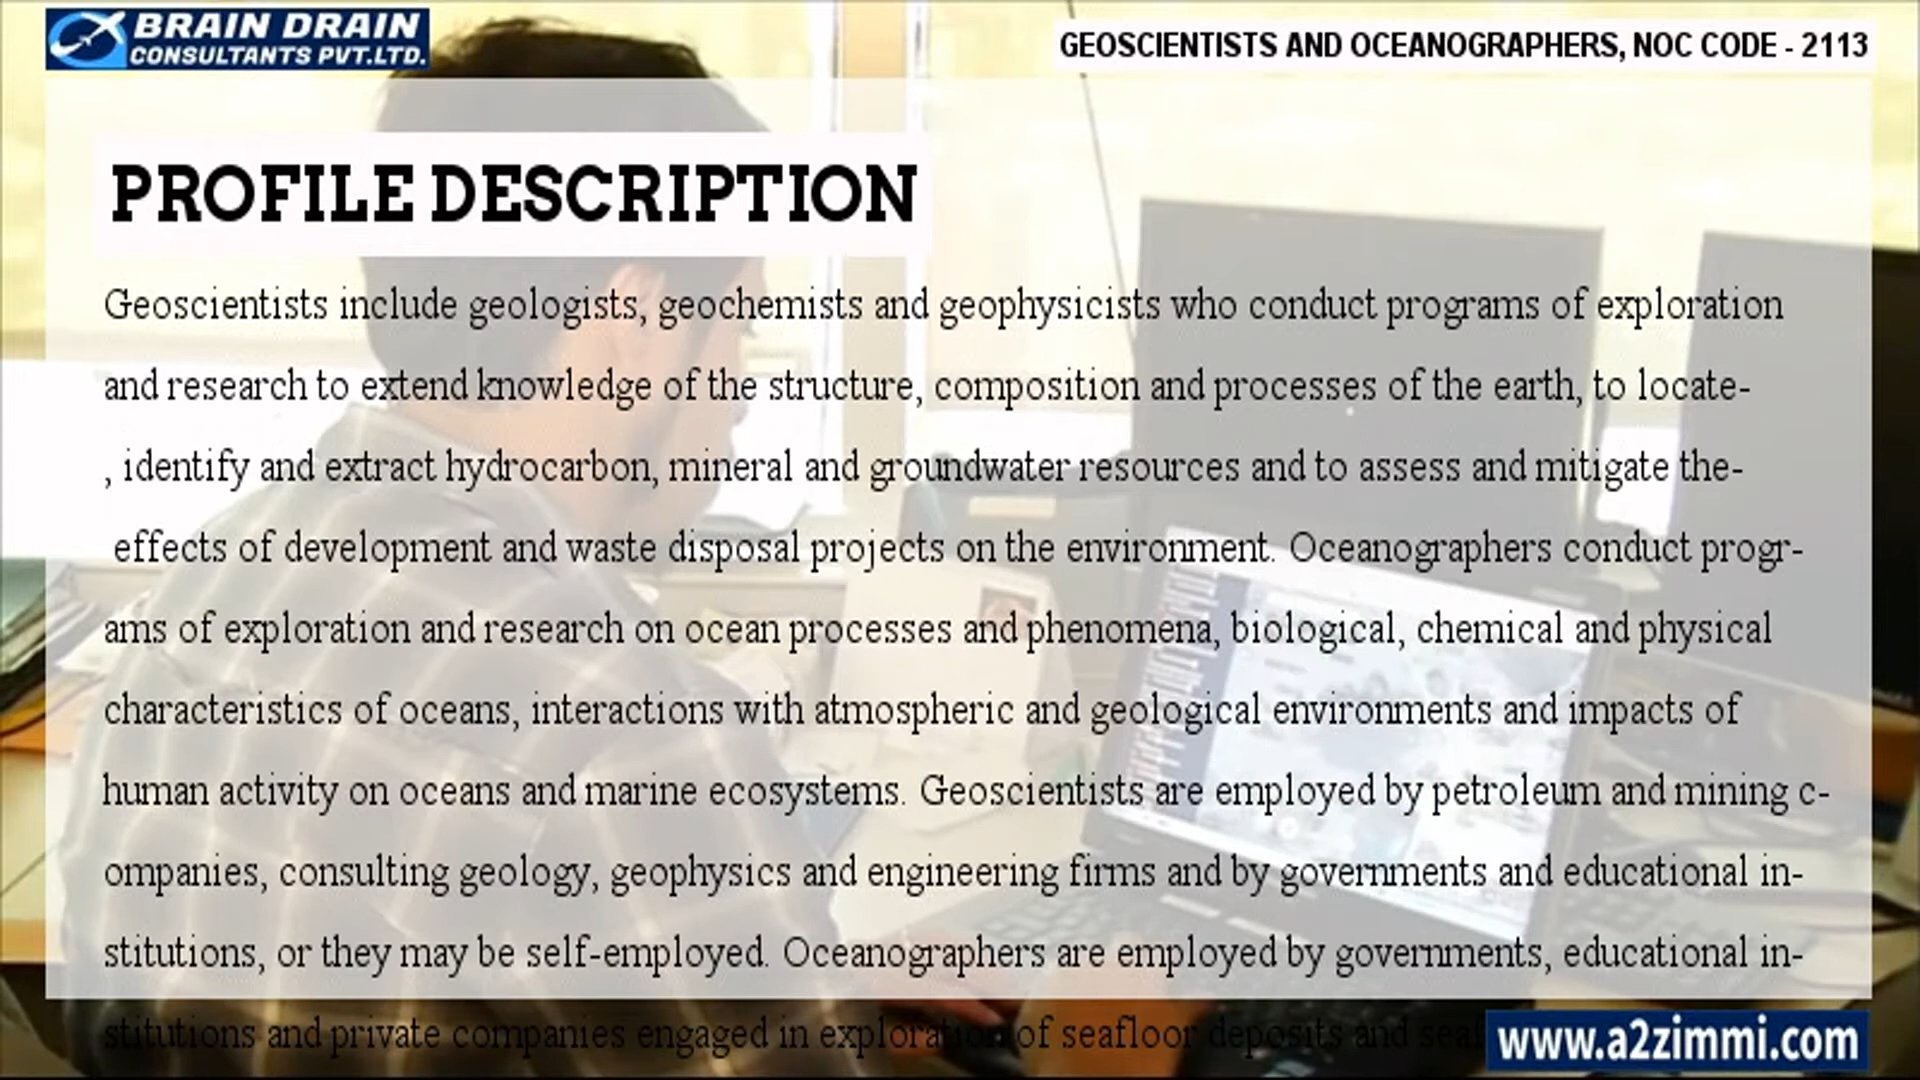 BRAIN DRAIN
CONSULTANTS PVT.LTD.
GEOSCIENTISTS AND OCEANOGRAPHERS, NOC CODE - 2113
PROFILE DESCRIPTION
Geoscientists include geologists, geochemists and geophysicists who conduct programs of exploration
and research to extend knowledge of the structure, composition and processes of the earth, to locate-
, identify and extract hydrocarbon, mineral and groundwater resources and to assess and mitigate the-
effects of development and waste disposal projects on the environment. Oceanographers conduct progr-
ams of exploration and research on ocean processes and phenomena, biological, chemical and physical
characteristics of oceans, interactions with atmospheric and geological environments and impacts of
human activity on oceans and marine ecosystems. Geoscientists are employed by petroleum and mining c-
ompanies, consulting geology, geophysics and engineering firms and by governments and educational in-
stitutions, or they may be self-employed. Oceanographers are employed by governments, educational in-
stitutions and private companies engaged in exploration of seafloor deposits and
www.a2zimmi.com